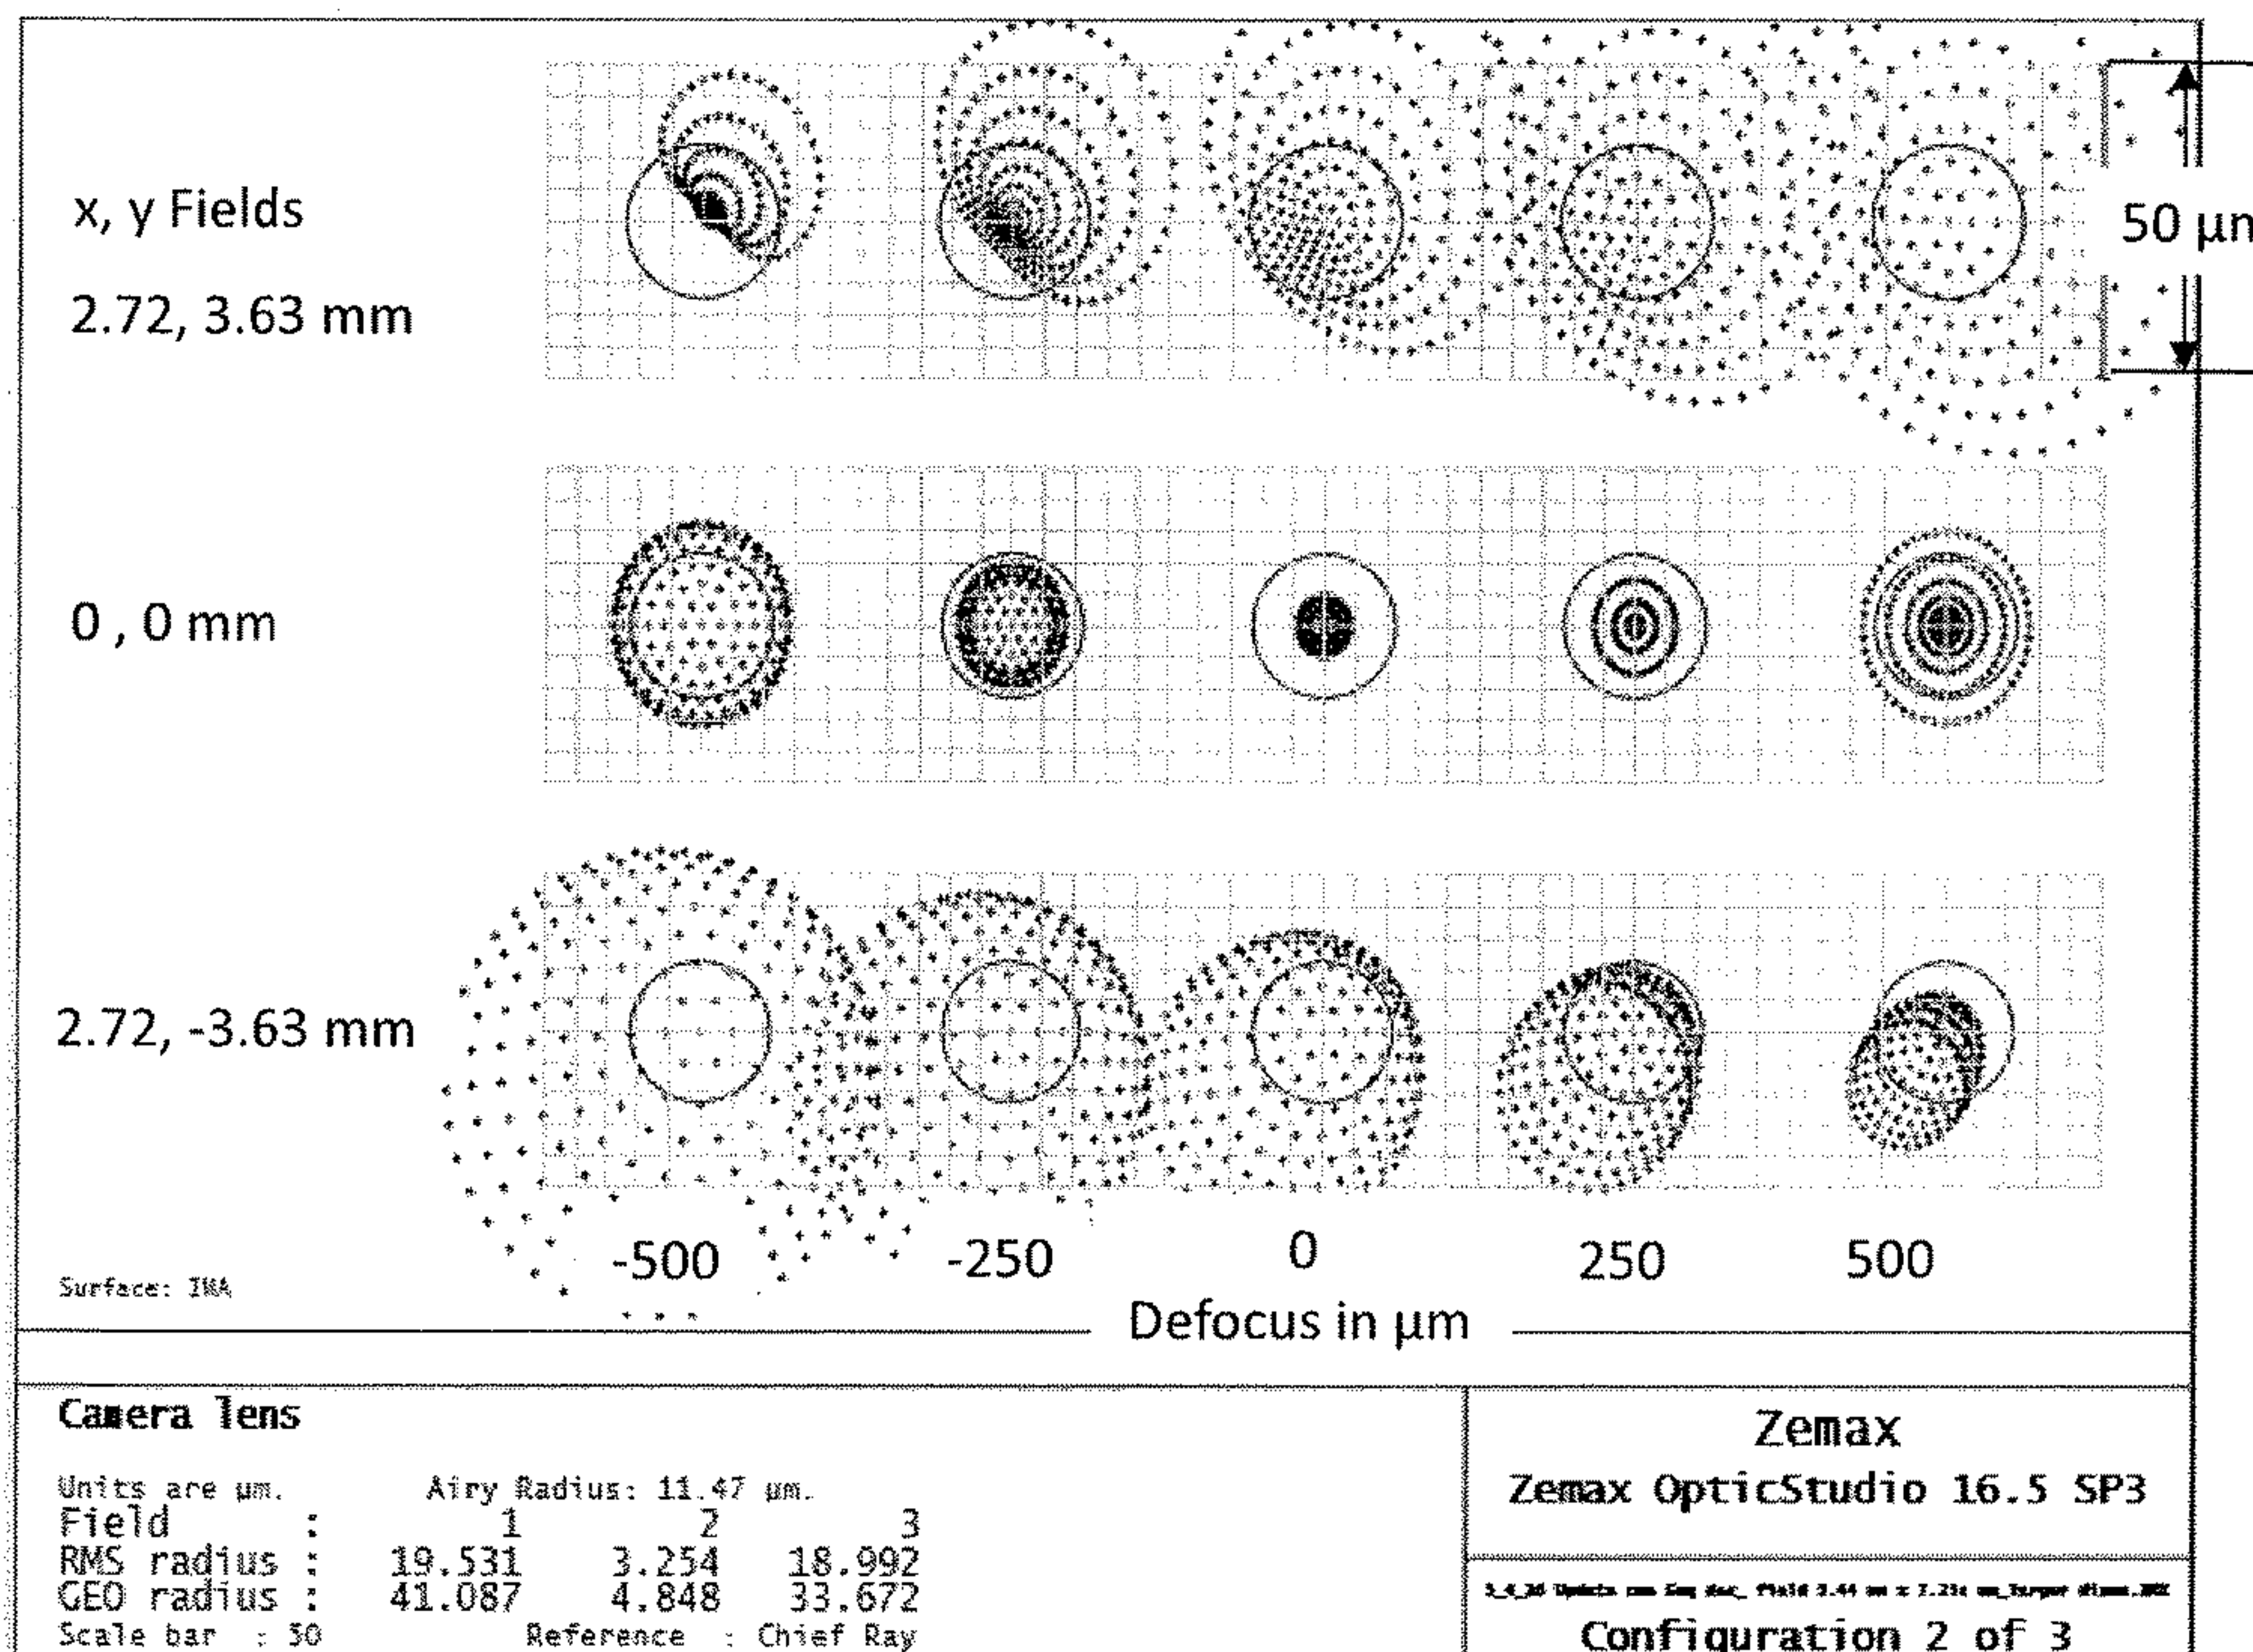 x, y Fields
2.72, 3.63 mm
50 µm
0 , 0 mm
2.72, -3.63 mm
-500 -250 0 250 500
Defocus in µm
Surface: IMA
Camera lens
Units are µm. Airy Radius: 11.47 µm.
Field : 1 2 3
RMS radius : 19.531 3.254 18.992
GEO radius : 41.087 4.848 33.672
Scale bar : 50 Reference : Chief Ray
Zemax
Zemax OpticStudio 16.5 SP3
Configuration 2 of 3